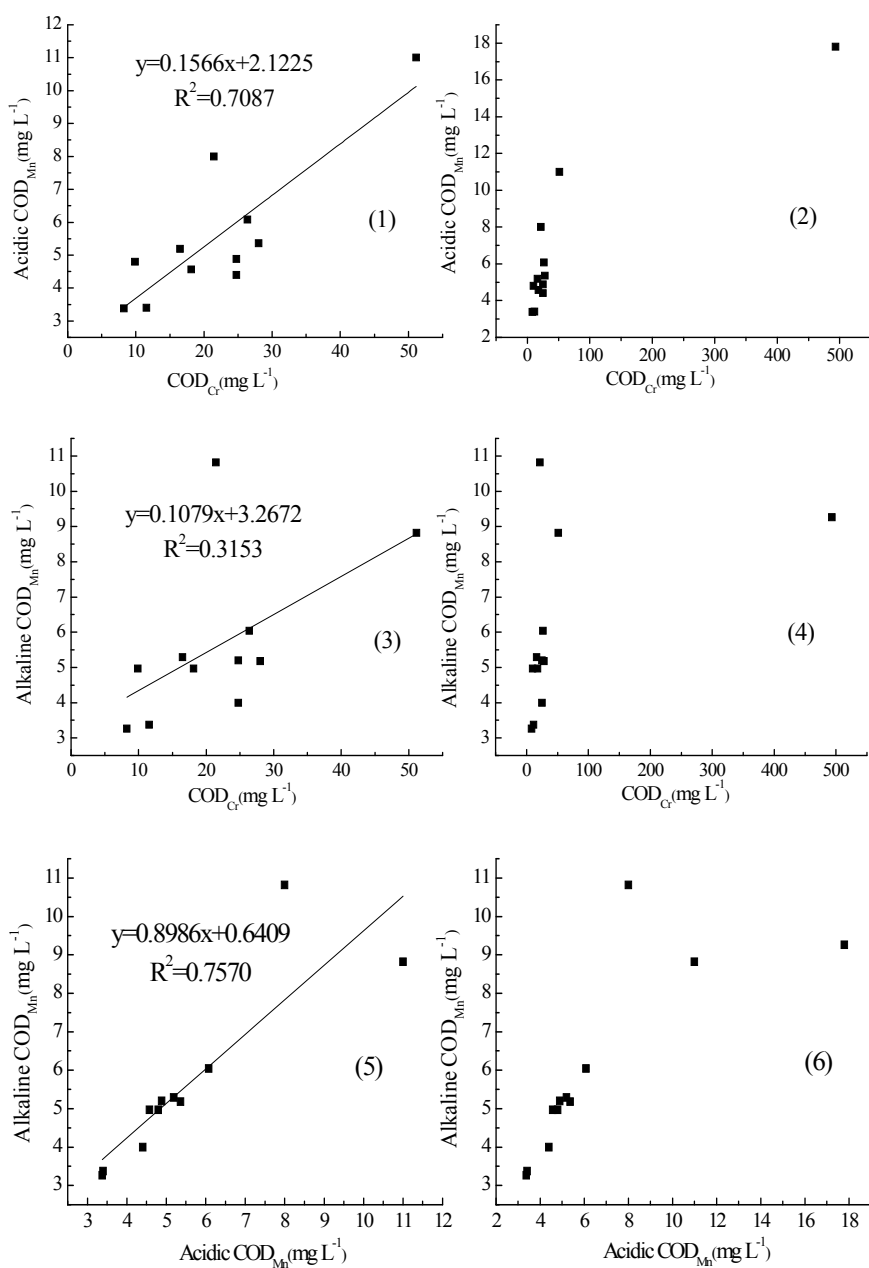 12
11
10
9
8
7
6
5
4
3
Acidic COD_Mn(mg L^-1)
y=0.1566x+2.1225
R^2=0.7087
(1)
0 10 20 30 40 50
COD_Cr(mg L^-1)
18
16
14
12
10
8
6
4
2
Acidic COD_Mn(mg L^-1)
(2)
0 100 200 300 400 500
COD_Cr(mg L^-1)
11
10
9
8
7
6
5
4
3
Alkaline COD_Mn(mg L^-1)
y=0.1079x+3.2672
R^2=0.3153
(3)
0 10 20 30 40 50
COD_Cr(mg L^-1)
11
10
9
8
7
6
5
4
3
Alkaline COD_Mn(mg L^-1)
(4)
0 100 200 300 400 500
COD_Cr(mg L^-1)
11
10
9
8
7
6
5
4
3
Alkaline COD_Mn(mg L^-1)
y=0.8986x+0.6409
R^2=0.7570
(5)
3 4 5 6 7 8 9 10 11 12
Acidic COD_Mn(mg L^-1)
11
10
9
8
7
6
5
4
3
Alkaline COD_Mn(mg L^-1)
(6)
2 4 6 8 10 12 14 16 18
Acidic COD_Mn(mg L^-1)